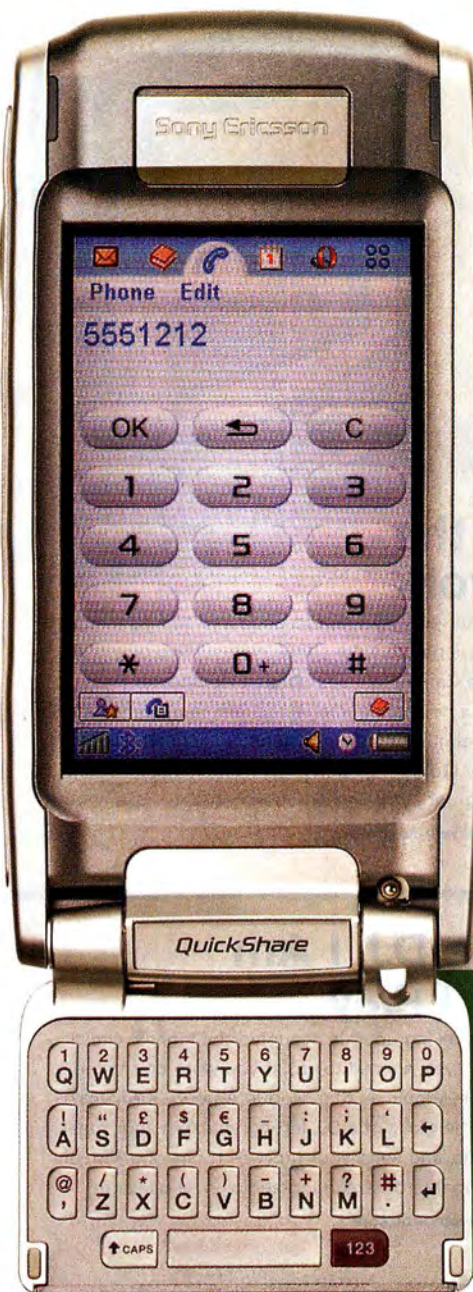 Sony Ericsson
1
Phone Edit
5551212
OK C
1 2 3
4 5 6
7 8 9
* 0+ #
QuickShare
1 2 3 4 5 6 7 8 9 0
Q W E R T Y U I O P
! “ £ $ € _ : ; ‘
A S D F G H J K L
@ / * ( ) - + ? #
, Z X C V B N M .
CAPS 123